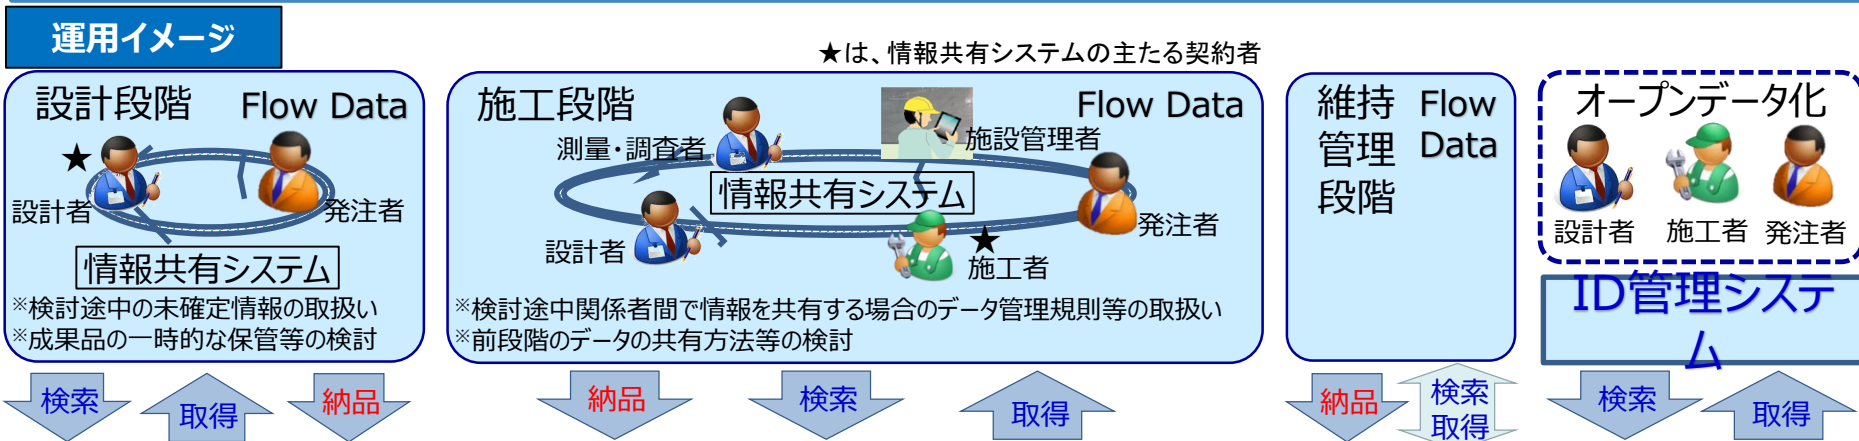 運用イメージ
★は、情報共有システムの主たる契約者
設計段階 Flow Data
★
設計者
発注者
情報共有システム
※検討途中の未確定情報の取扱い
※成果品の一時的な保管等の検討
検索
取得
納品
施工段階 Flow Data
測量・調査者
施設管理者
情報共有システム
設計者
発注者
★
施工者
※検討途中関係者間で情報を共有する場合のデータ管理規則等の取扱い
※前段階のデータの共有方法等の検討
納品
検索
取得
維持 Flow
管理 Data
段階
納品
検索
取得
オープンデータ化
設計者 施工者 発注者
ID管理システ
ム
検索
取得